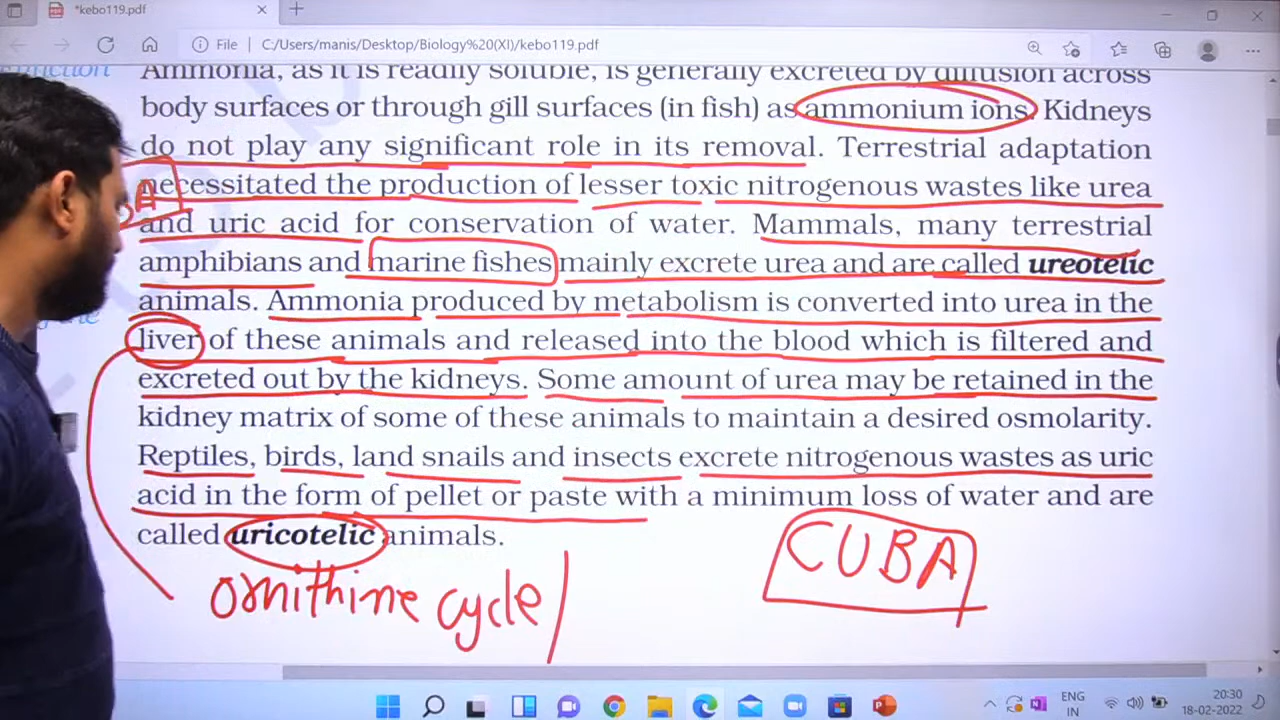 *kebo119.pdf
File C:/Users/manis/Desktop/Biology%20(XI)/kebo119.pdf
Ammonia, as it is readily soluble, is generally excreted by diffusion across
body surfaces or through gill surfaces (in fish) as ammonium ions. Kidneys
do not play any significant role in its removal. Terrestrial adaptation
necessitated the production of lesser toxic nitrogenous wastes like urea
and uric acid for conservation of water. Mammals, many terrestrial
amphibians and marine fishes mainly excrete urea and are called ureotelic
animals. Ammonia produced by metabolism is converted into urea in the
liver of these animals and released into the blood which is filtered and
excreted out by the kidneys. Some amount of urea may be retained in the
kidney matrix of some of these animals to maintain a desired osmolarity.
Reptiles, birds, land snails and insects excrete nitrogenous wastes as uric
acid in the form of pellet or paste with a minimum loss of water and are
called uricotelic animals.
CUBA
ornithine cycle/
ENG
IN
20:30
18-02-2022